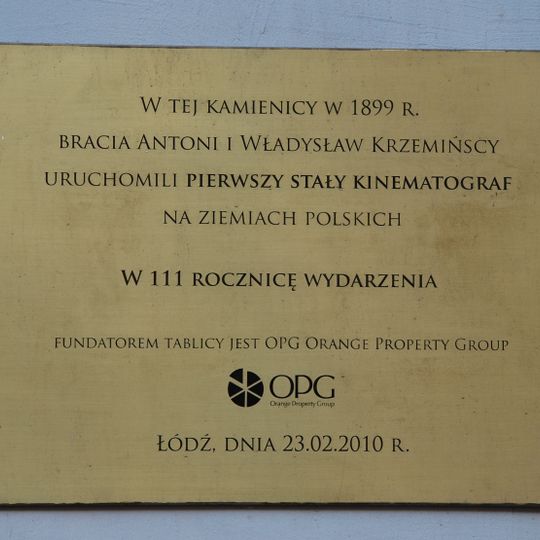 W TEJ KAMIENICY W 1899 R.
BRACIA ANTONI I WŁADYSŁAW KRZEMIŃSCY
URUCHOMILI PIERWSZY STAŁY KINEMATOGRAF
NA ZIEMIACH POLSKICH
W 111 ROCZNICĘ WYDARZENIA
FUNDATOREM TABLICY JEST OPG ORANGE PROPERTY GROUP
OPG
Orange Property Group
ŁÓDŹ, DNIA 23.02.2010 R.